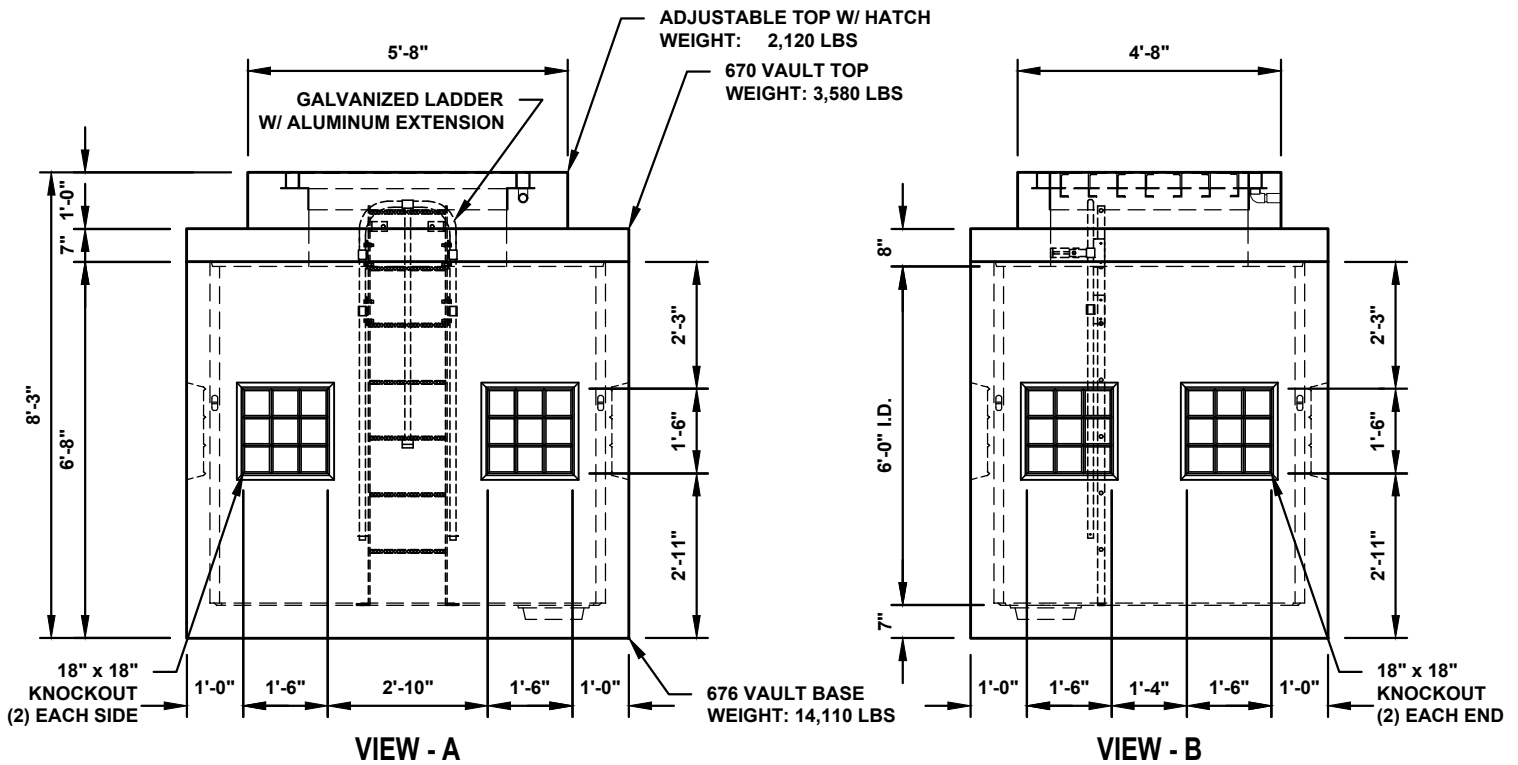 ADJUSTABLE TOP W/ HATCH
WEIGHT: 2,120 LBS
5'-8"
4'-8"
670 VAULT TOP
WEIGHT: 3,580 LBS
GALVANIZED LADDER
W/ ALUMINUM EXTENSION
1'-0"
7"
8'-3"
6'-8"
2'-3"
1'-6"
2'-11"
8"
6'-0" I.D.
7"
2'-3"
1'-6"
2'-11"
18" x 18"
KNOCKOUT
(2) EACH SIDE
1'-0"
1'-6"
2'-10"
1'-6"
1'-0"
676 VAULT BASE
WEIGHT: 14,110 LBS
1'-0"
1'-6"
1'-4"
1'-6"
1'-0"
18" x 18"
KNOCKOUT
(2) EACH END
VIEW - A
VIEW - B